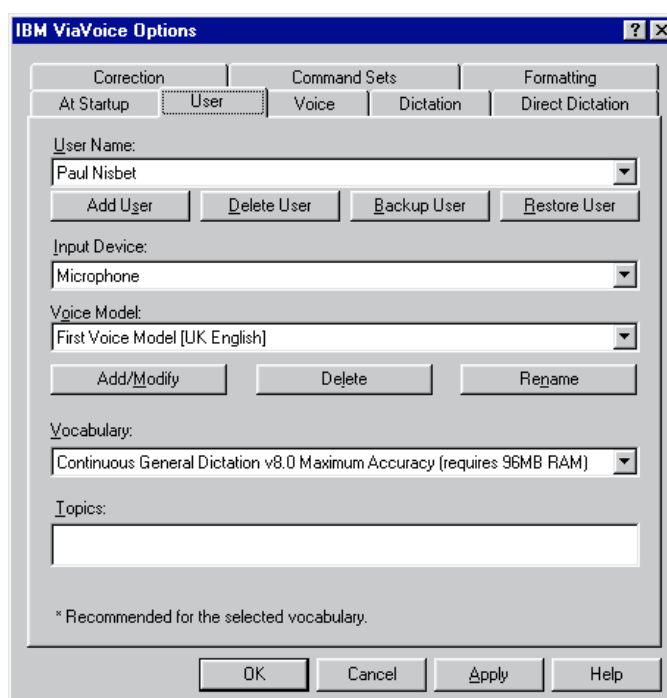 IBM ViaVoice Options
Correction Command Sets Formatting
At Startup User Voice Dictation Direct Dictation
User Name:
Paul Nisbet
Add User Delete User Backup User Restore User
Input Device:
Microphone
Voice Model:
First Voice Model [UK English]
Add/Modify Delete Rename
Vocabulary:
Continuous General Dictation v8.0 Maximum Accuracy (requires 96MB RAM)
Topics:
* Recommended for the selected vocabulary.
OK Cancel Apply Help